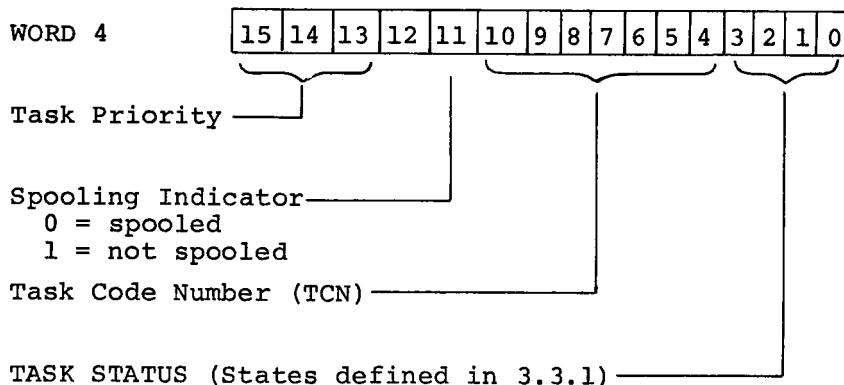 WORD 4 15 14 13 12 11 10 9 8 7 6 5 4 3 2 1 0
Task Priority
Spooling Indicator
0 = spooled
1 = not spooled
Task Code Number (TCN)
TASK STATUS (States defined in 3.3.1)